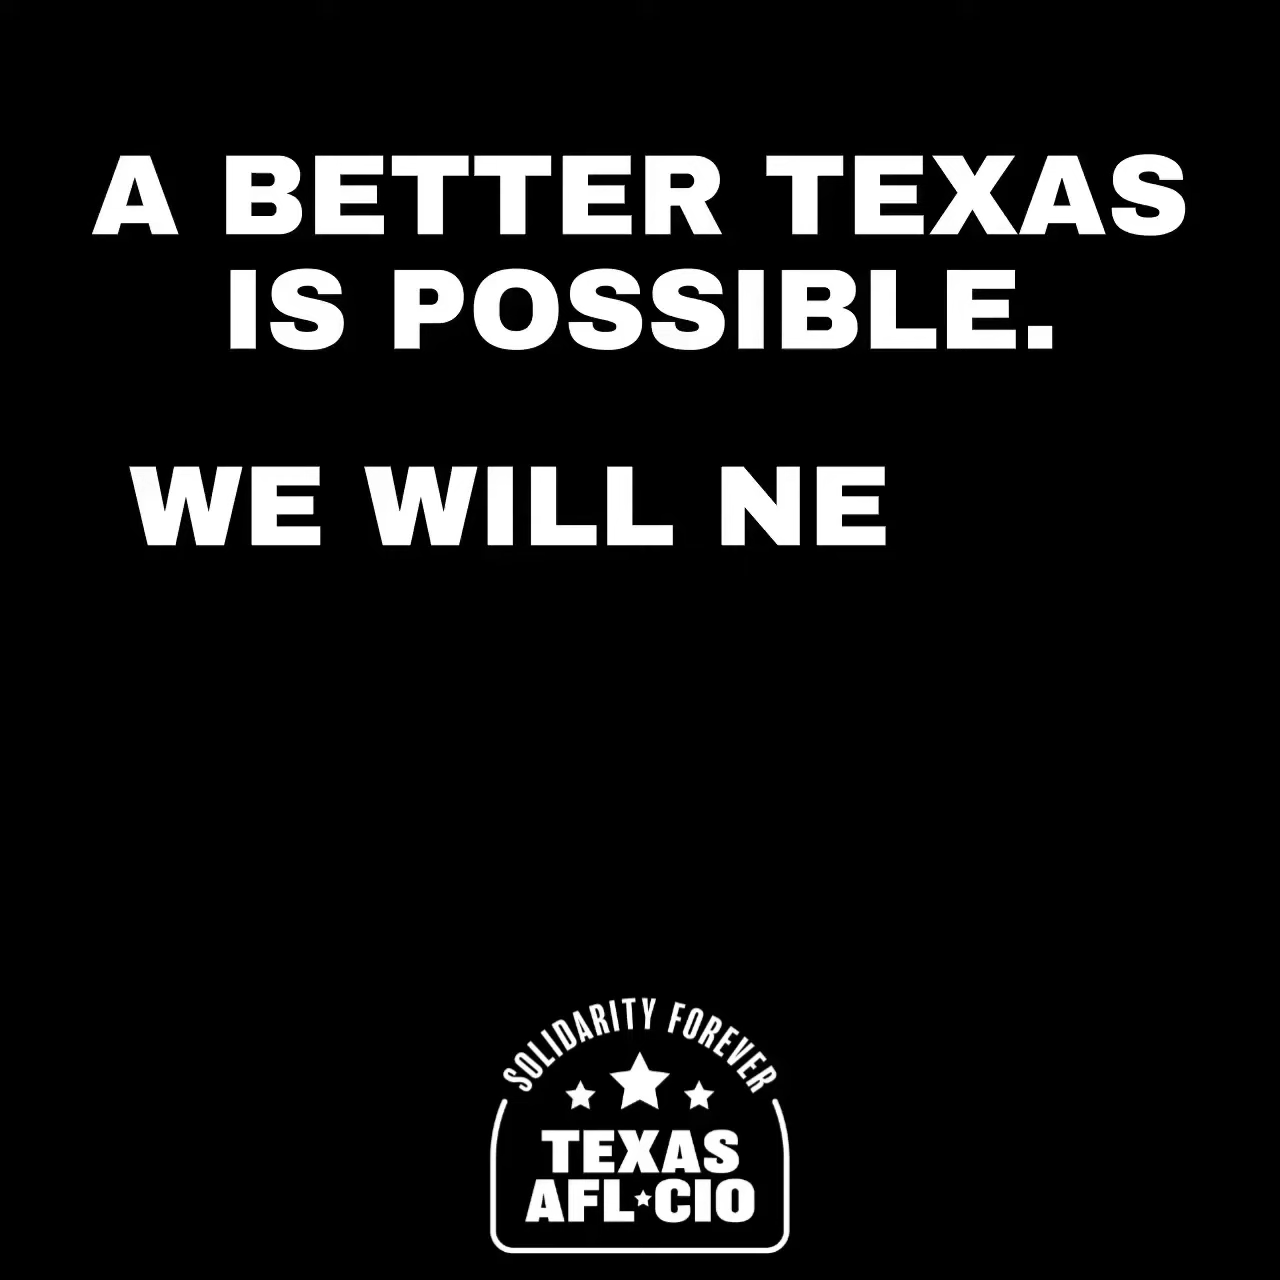 A BETTER TEXAS
IS POSSIBLE.
WE WILL NE
SOLIDARITY FOREVER
TEXAS
AFL★CIO